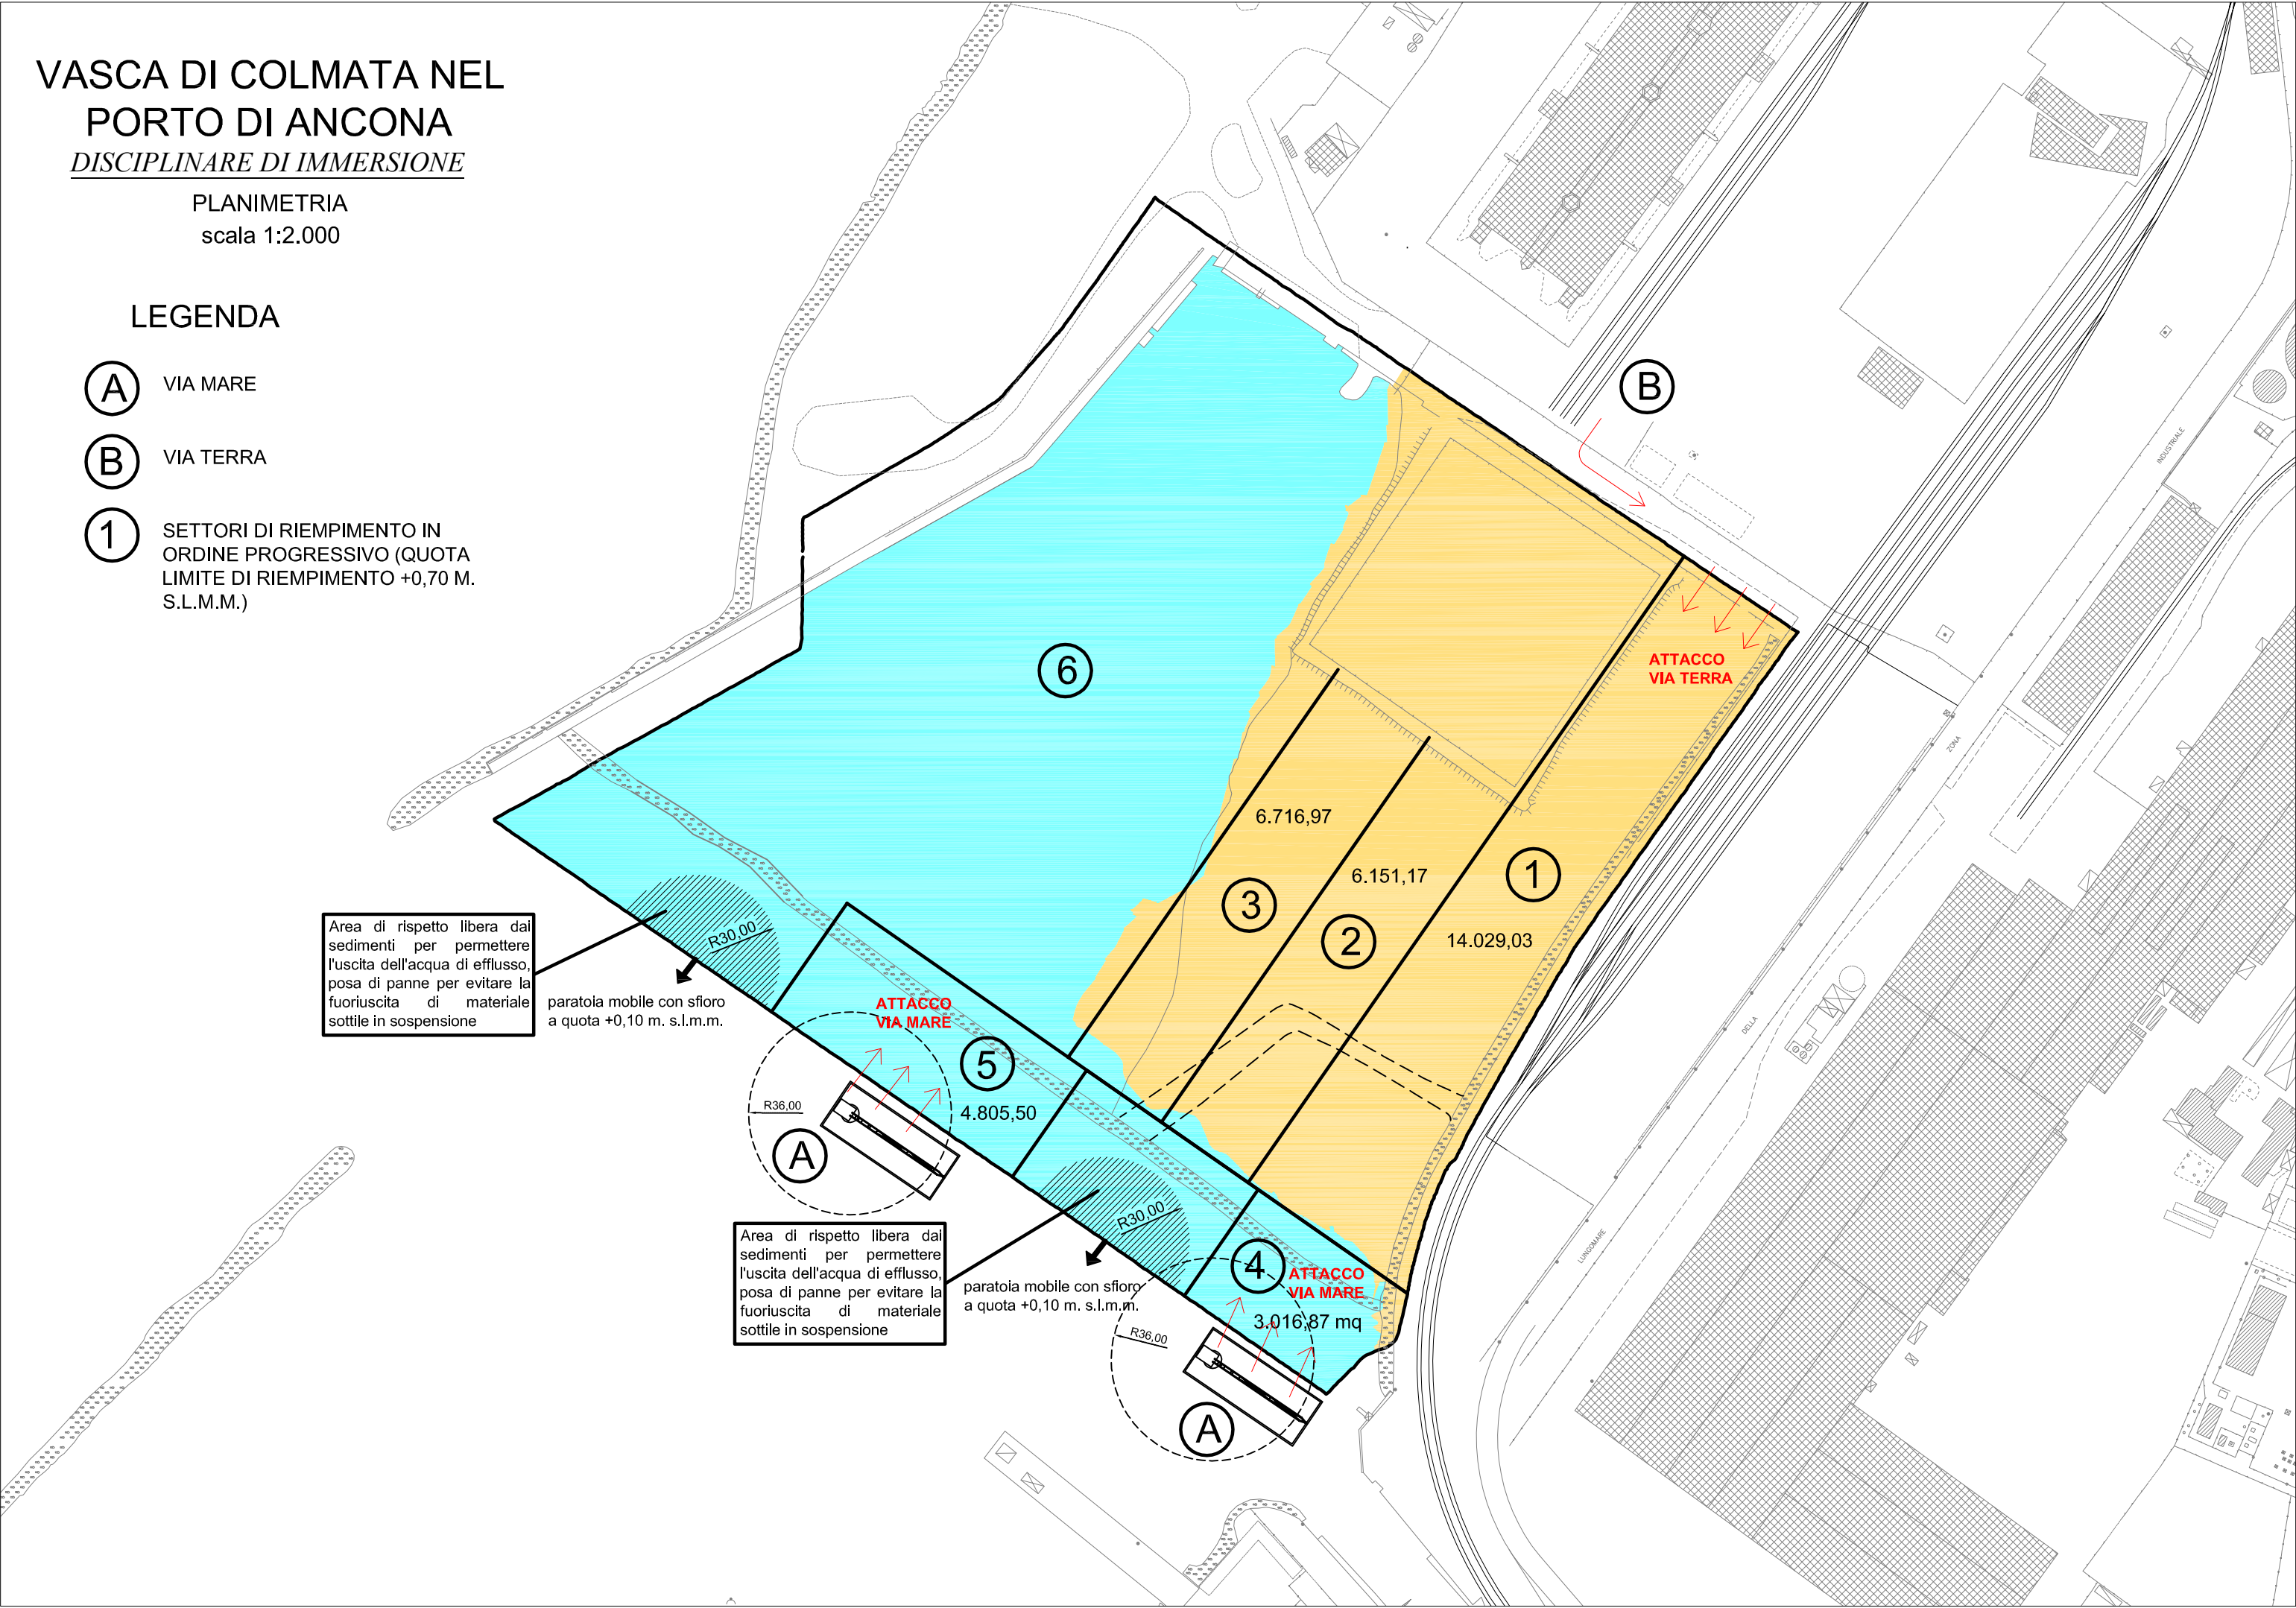 VASCA DI COLMATA NEL
PORTO DI ANCONA
DISCIPLINARE DI IMMERSIONE
PLANIMETRIA
scala 1:2.000
LEGENDA
A VIA MARE
B VIA TERRA
1 SETTORI DI RIEMPIMENTO IN
ORDINE PROGRESSIVO (QUOTA
LIMITE DI RIEMPIMENTO +0,70 M.
S.L.M.M.)
B
INDUSTRIALE
ATTACCO
VIA TERRA
6
ZONA
6.716,97
6.151,17
1
3
2
14.029,03
Area di rispetto libera dai
sedimenti per permettere
l'uscita dell'acqua di efflusso,
posa di panne per evitare la
fuoriuscita di materiale
sottile in sospensione
R30,00
paratoia mobile con sfioro
a quota +0,10 m. s.l.m.m.
ATTACCO
VIA MARE
DELLA
5
4.805,50
R36,00
A
Area di rispetto libera dai
sedimenti per permettere
l'uscita dell'acqua di efflusso,
posa di panne per evitare la
fuoriuscita di materiale
sottile in sospensione
R30,00
LUNGOMARE
paratoia mobile con sfioro
a quota +0,10 m. s.l.m.m.
4
ATTACCO
VIA MARE
3.016,87 mq
R36,00
A